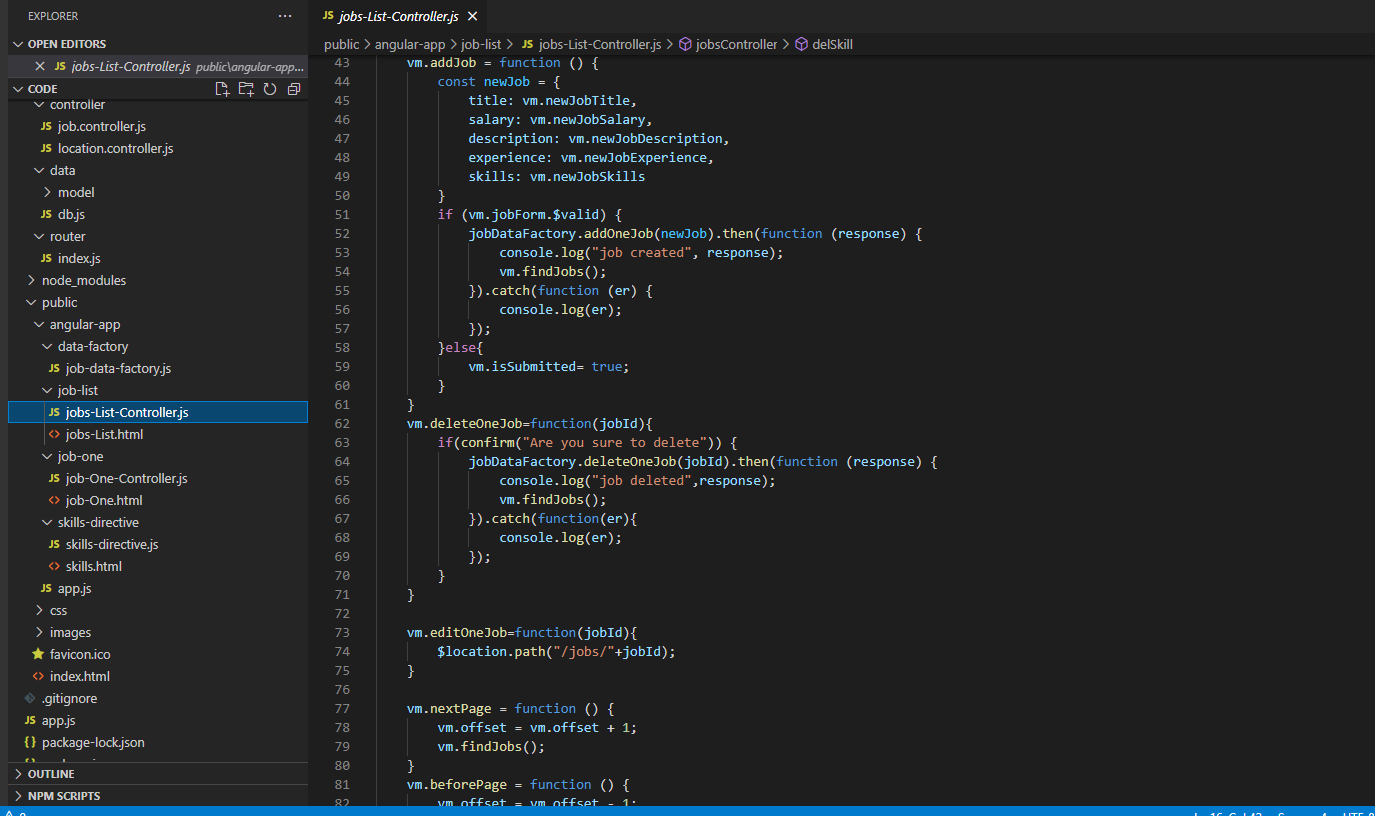 EXPLORER
OPEN EDITORS
JS jobs-List-Controller.js public\angular-app...
CODE
controller
JS job.controller.js
JS location.controller.js
data
model
JS db.js
router
JS index.js
node_modules
public
angular-app
data-factory
JS job-data-factory.js
job-list
JS jobs-List-Controller.js
<> jobs-List.html
job-one
JS job-One-Controller.js
<> job-One.html
skills-directive
JS skills-directive.js
<> skills.html
JS app.js
css
images
favicon.ico
<> index.html
.gitignore
JS app.js
{} package-lock.json
OUTLINE
NPM SCRIPTS
JS jobs-List-Controller.js
public > angular-app > job-list > JS jobs-List-Controller.js > jobsController > delSkill
43 vm.addJob = function () {
44 const newJob = {
45 title: vm.newJobTitle,
46 salary: vm.newJobSalary,
47 description: vm.newJobDescription,
48 experience: vm.newJobExperience,
49 skills: vm.newJobSkills
50 }
51 if (vm.jobForm.$valid) {
52 jobDataFactory.addOneJob(newJob).then(function (response) {
53 console.log("job created", response);
54 vm.findJobs();
55 }).catch(function (er) {
56 console.log(er);
57 });
58 }else{
59 vm.isSubmitted= true;
60 }
61 }
62 vm.deleteOneJob=function(jobId){
63 if(confirm("Are you sure to delete")) {
64 jobDataFactory.deleteOneJob(jobId).then(function (response) {
65 console.log("job deleted",response);
66 vm.findJobs();
67 }).catch(function(er){
68 console.log(er);
69 });
70 }
71 }
72
73 vm.editOneJob=function(jobId){
74 $location.path("/jobs/"+jobId);
75 }
76
77 vm.nextPage = function () {
78 vm.offset = vm.offset + 1;
79 vm.findJobs();
80 }
81 vm.beforePage = function () {
82 vm.offset = vm.offset - 1;